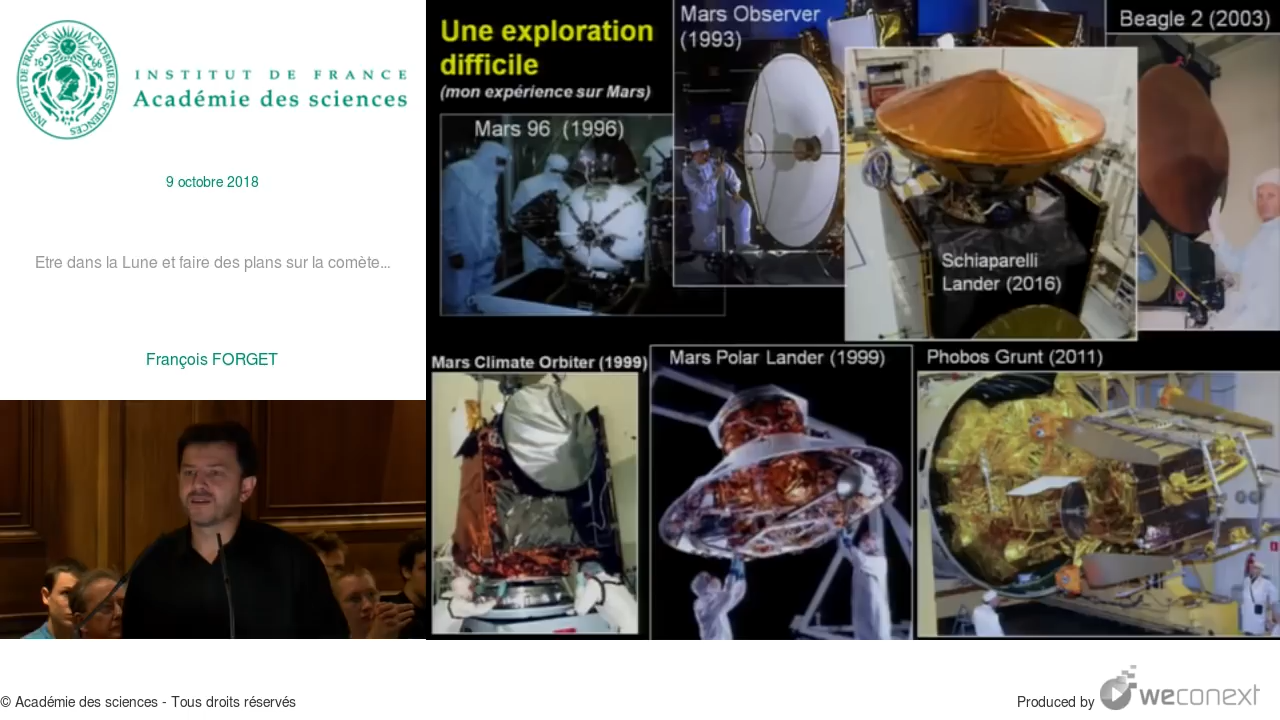 INSTITUT DE FRANCE
Académie des sciences
9 octobre 2018
Etre dans la Lune et faire des plans sur la comète...
François FORGET
Une exploration
difficile
(mon expérience sur Mars)
Mars Observer
(1993)
Beagle 2 (2003)
Mars 96 (1996)
Schiaparelli
Lander (2016)
Mars Climate Orbiter (1999)
Mars Polar Lander (1999)
Phobos Grunt (2011)
© Académie des sciences - Tous droits réservés
Produced by weconext